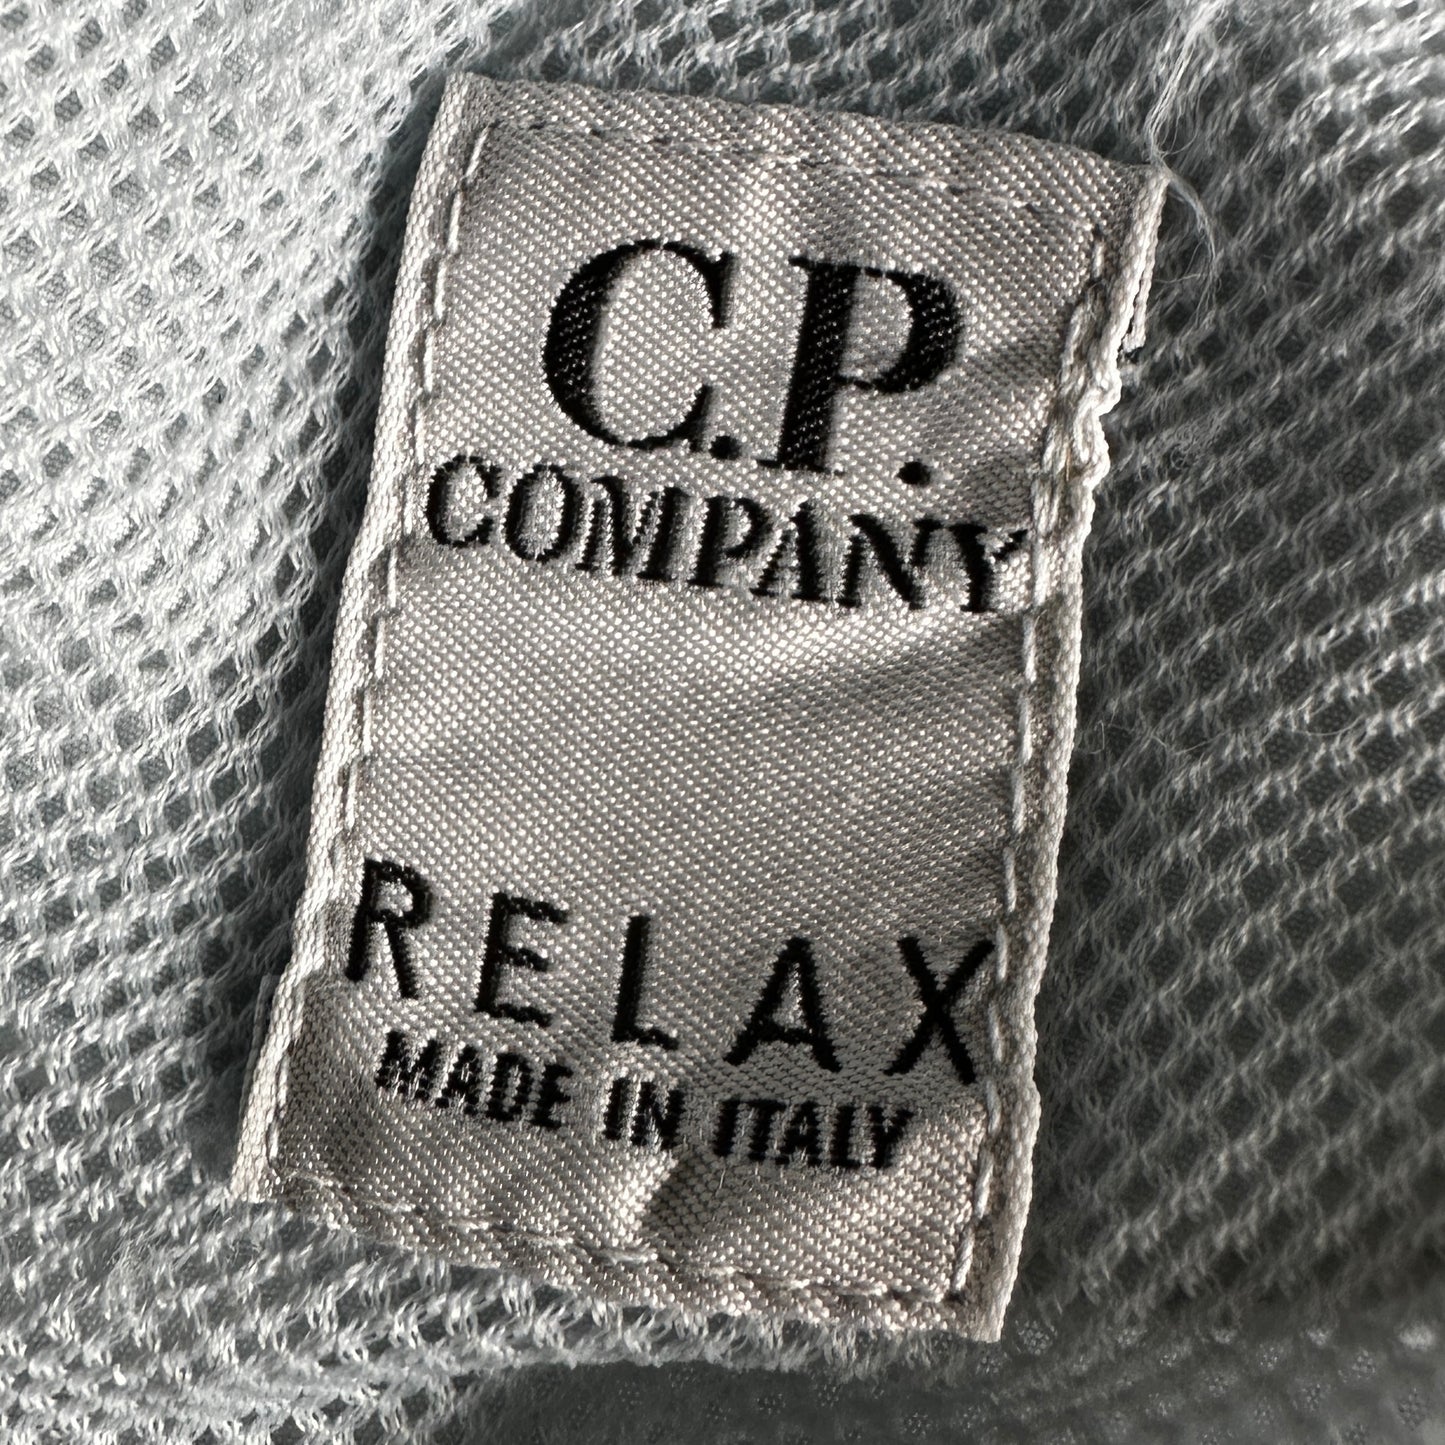 C.P.
COMPANY
RELAX
MADE IN ITALY